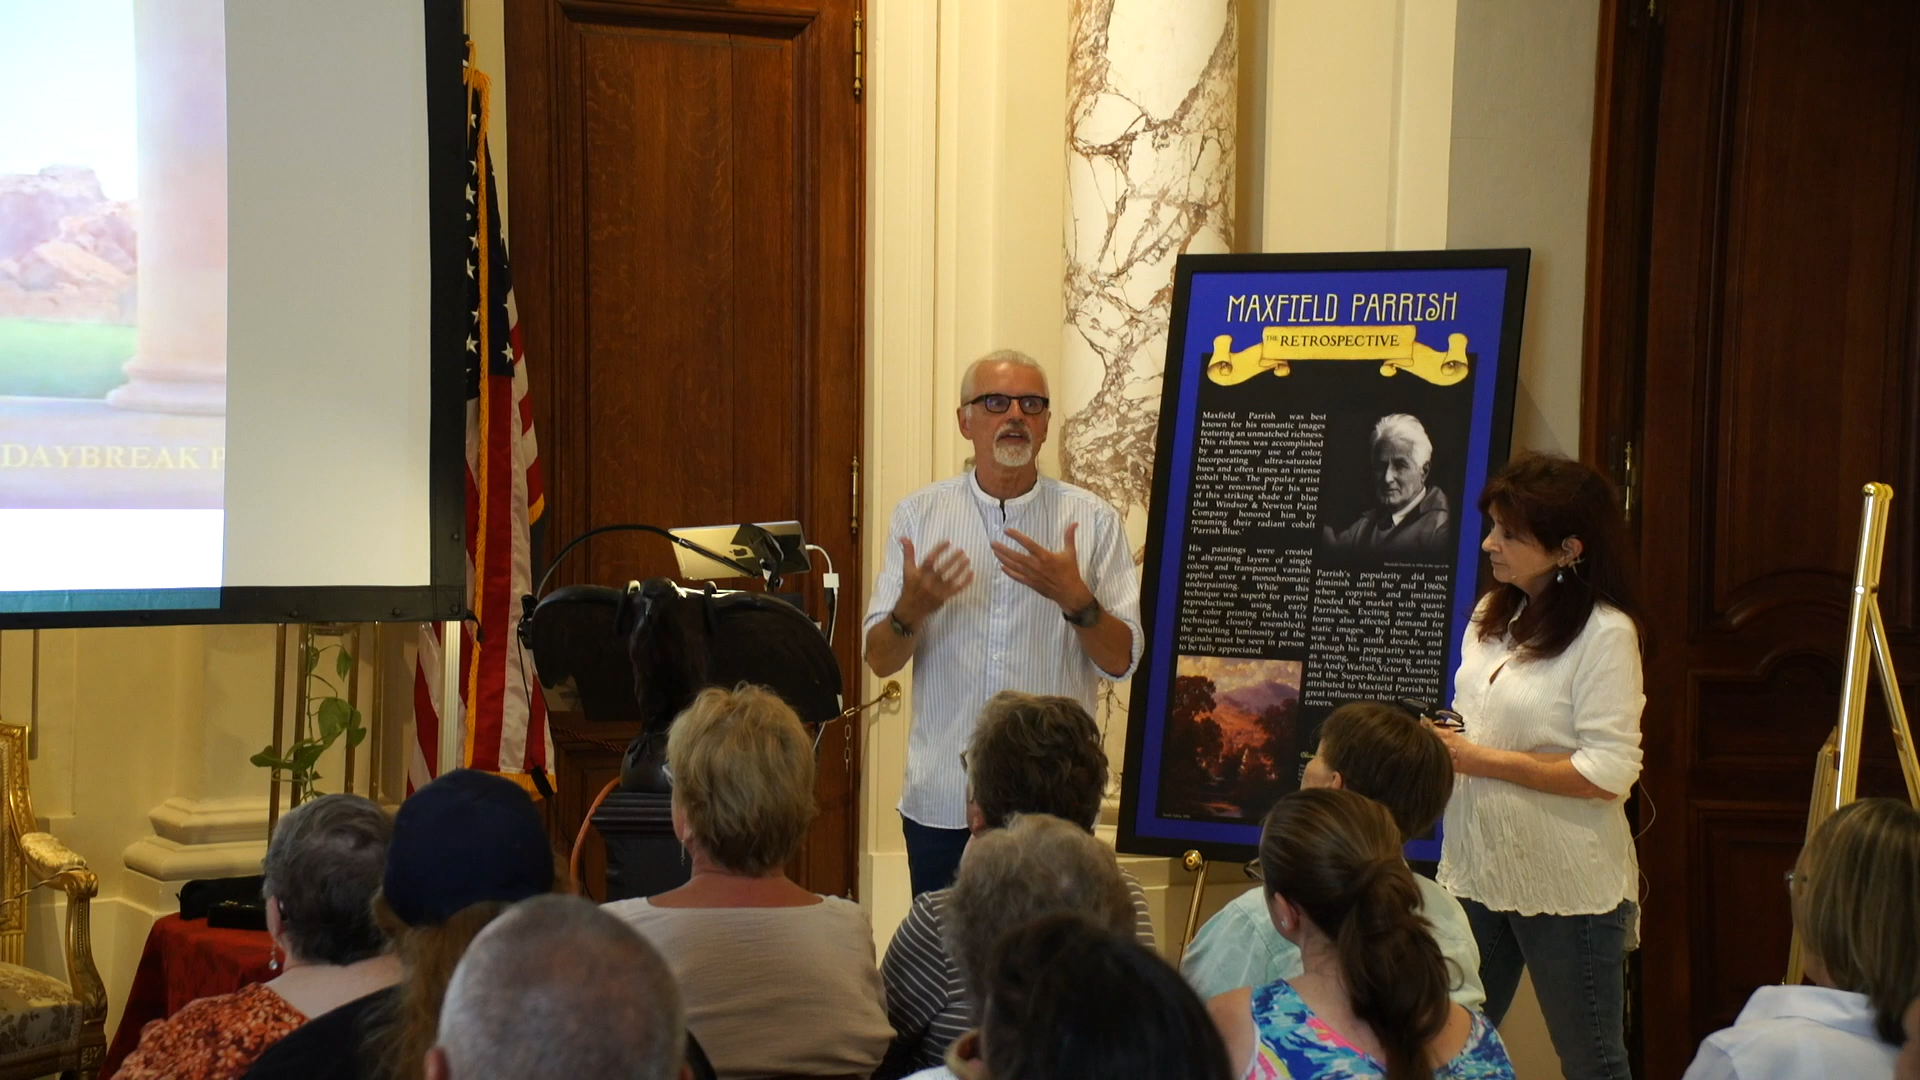 DAYBREAK P
MAXFIELD PARRISH
THE RETROSPECTIVE
Maxfield Parrish was best
known for his romantic images
featuring an unmatched richness.
This richness was accomplished
by an uncanny use of color,
incorporating ultra-saturated
hues and often times an intense
cobalt blue. The popular artist
was so renowned for his use
of this striking shade of blue
that Windsor & Newton Paint
Company honored him by
renaming their radiant cobalt
'Parrish Blue.'
His paintings were created
in alternating layers of single
colors and transparent varnish
applied over a monochromatic
underpainting. While this
technique was superb for period
reproductions using early
four color printing (which his
technique closely resembled),
the resulting luminosity of the
originals must be seen in person
to be fully appreciated.
Parrish's popularity did not
diminish until the mid 1960s,
when copyists and imitators
flooded the market with quasi-
Parrishes. Exciting new media
forms also affected demand for
static images. By then, Parrish
was in his ninth decade, and
although his popularity was not
as strong, rising young artists
like Andy Warhol, Victor Vasarely,
and the Super-Realist movement
attributed to Maxfield Parrish his
great influence on their
careers.